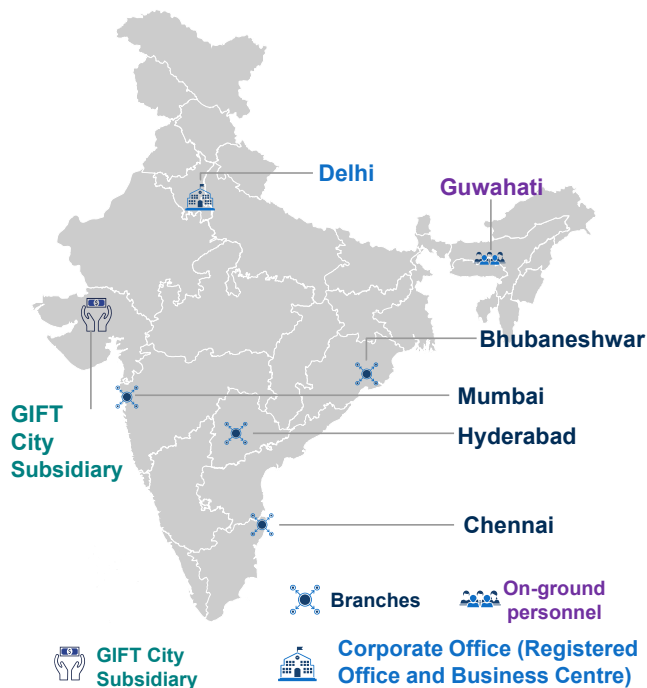 Delhi
Guwahati
Bhubaneshwar
Mumbai
GIFT
City
Subsidiary
Hyderabad
Chennai
Branches
On-ground
personnel
GIFT City
Subsidiary
Corporate Office (Registered
Office and Business Centre)